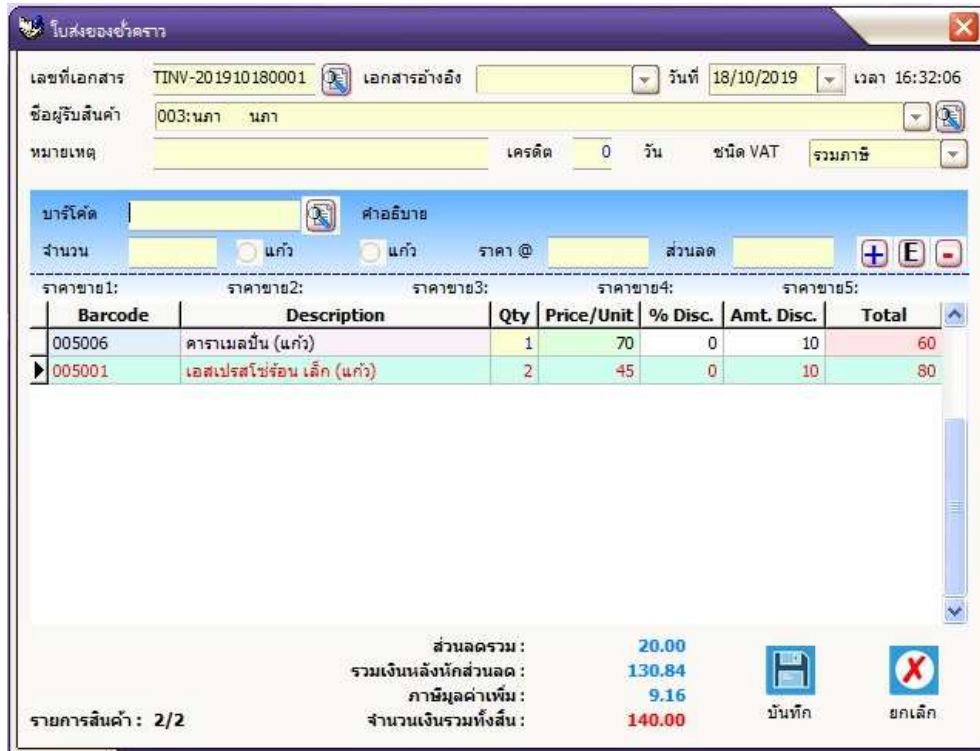 ใบส่งของชั่วคราว
เลขที่เอกสาร TINV-201910180001 เอกสารอ้างอิง วันที่ 18/10/2019 เวลา 16:32:06
ชื่อผู้รับสินค้า 003:นภา นภา
หมายเหตุ เครดิต 0 วัน ชนิด VAT รวมภาษี
บาร์โค้ด คำอธิบาย
จำนวน แก้ว แก้ว ราคา @ ส่วนลด + E -
ราคาขาย1: ราคาขาย2: ราคาขาย3: ราคาขาย4: ราคาขาย5:
Barcode Description Qty Price/Unit % Disc. Amt. Disc. Total
005006 คาราเมลปั่น (แก้ว) 1 70 0 10 60
005001 เอสเปรสโซ่ร้อน เล็ก (แก้ว) 2 45 0 10 80
ส่วนลดรวม : 20.00
รวมเงินหลังหักส่วนลด : 130.84
ภาษีมูลค่าเพิ่ม : 9.16
รายการสินค้า : 2/2 จำนวนเงินรวมทั้งสิ้น : 140.00 บันทึก ยกเลิก